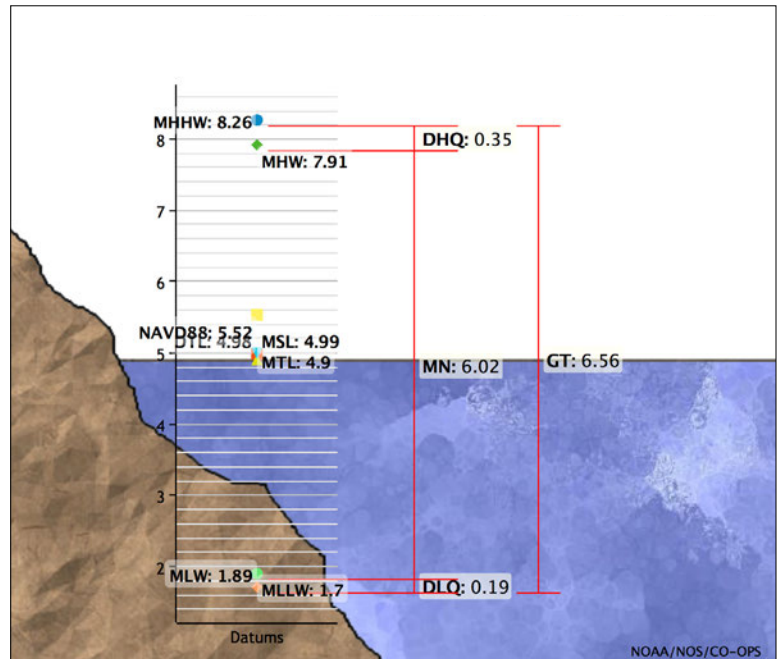 MHHW: 8.26
DHQ: 0.35
8
MHW: 7.91
7
6
NAVD88: 5.52
DTL: 4.98
MSL: 4.99
5
MTL: 4.9
MN: 6.02
GT: 6.56
4
3
2
MLW: 1.89
MLLW: 1.7
DLQ: 0.19
Datums
NOAA/NOS/CO-OPS